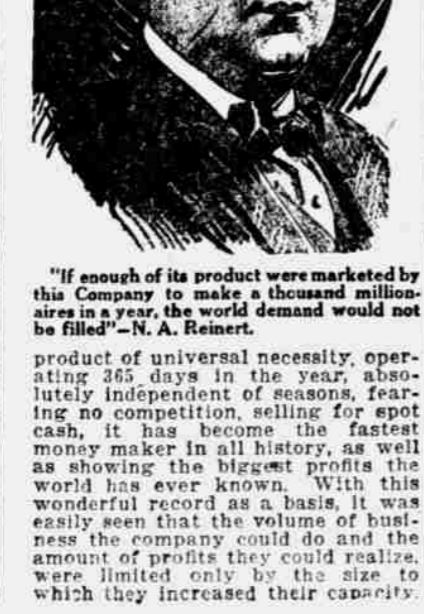 "If enough of its product were marketed by
this Company to make a thousand million-
aires in a year, the world demand would not
be filled"—N. A. Reinert.
product of universal necessity, oper-
ating 365 days in the year, abso-
lutely independent of seasons, fear-
ing no competition, selling for spot
cash, it has become the fastest
money maker in all history, as well
as showing the biggest profits the
world has ever known. With this
wonderful record as a basis, it was
easily seen that the volume of busi-
ness the company could do and the
amount of profits they could realize,
were limited only by the size to
which they increased their capacity.